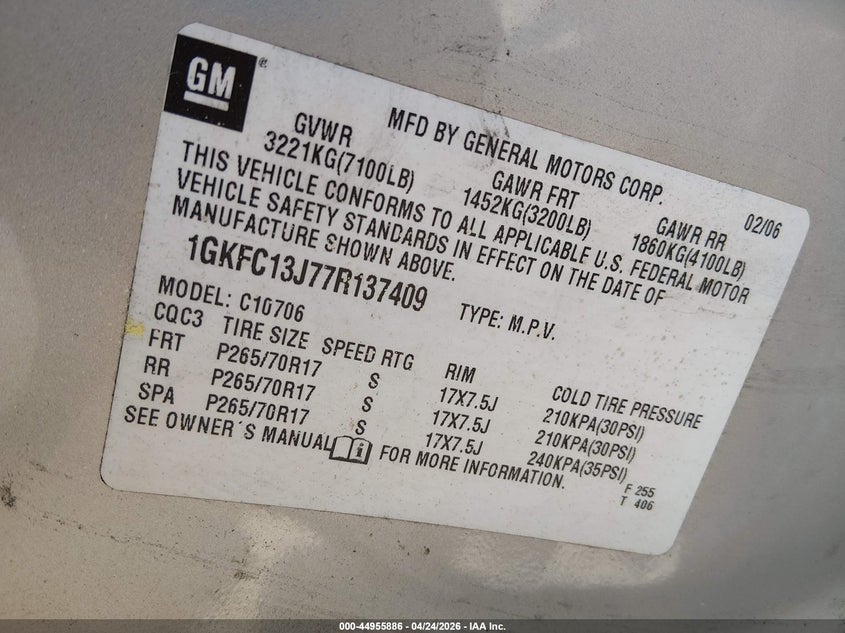 GM®
MFD BY GENERAL MOTORS CORP. 02/06
GVWR GAWR FRT GAWR RR
3221KG(7100LB) 1452KG(3200LB) 1860KG(4100LB)
THIS VEHICLE CONFORMS TO ALL APPLICABLE U.S. FEDERAL MOTOR
VEHICLE SAFETY STANDARDS IN EFFECT ON THE DATE OF
MANUFACTURE SHOWN ABOVE.
1GKFC13J77R137409 TYPE: M.P.V.
MODEL: C10706
CQC3 TIRE SIZE SPEED RTG RIM COLD TIRE PRESSURE
FRT P265/70R17 S 17X7.5J 210KPA(30PSI)
RR P265/70R17 S 17X7.5J 210KPA(30PSI)
SPA P265/70R17 S 17X7.5J 240KPA(35PSI)
SEE OWNER'S MANUAL FOR MORE INFORMATION.
F 255
T 406
000-44955886 - 04/24/2026 - IAA Inc.